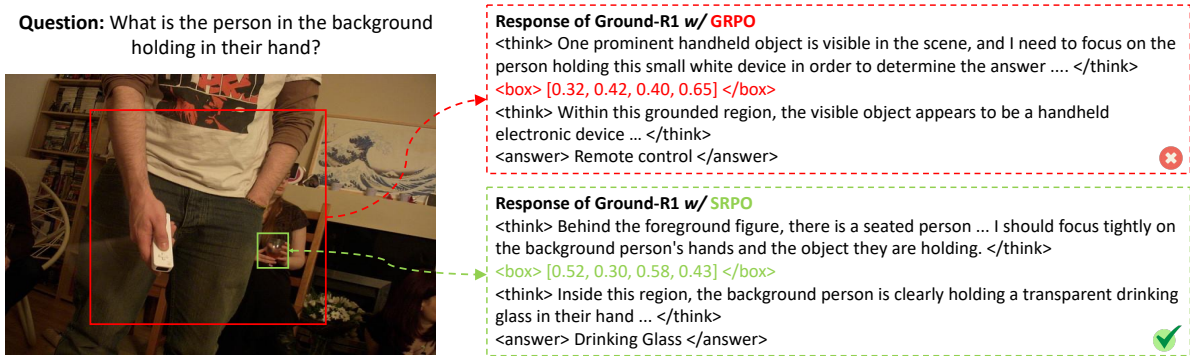 Question: What is the person in the background
holding in their hand?
Response of Ground-R1 w/ GRPO
<think> One prominent handheld object is visible in the scene, and I need to focus on the
person holding this small white device in order to determine the answer .... </think>
<box> [0.32, 0.42, 0.40, 0.65] </box>
<think> Within this grounded region, the visible object appears to be a handheld
electronic device ... </think>
<answer> Remote control </answer>
Response of Ground-R1 w/ SRPO
<think> Behind the foreground figure, there is a seated person ... I should focus tightly on
the background person's hands and the object they are holding. </think>
<box> [0.52, 0.30, 0.58, 0.43] </box>
<think> Inside this region, the background person is clearly holding a transparent drinking
glass in their hand ... </think>
<answer> Drinking Glass </answer>